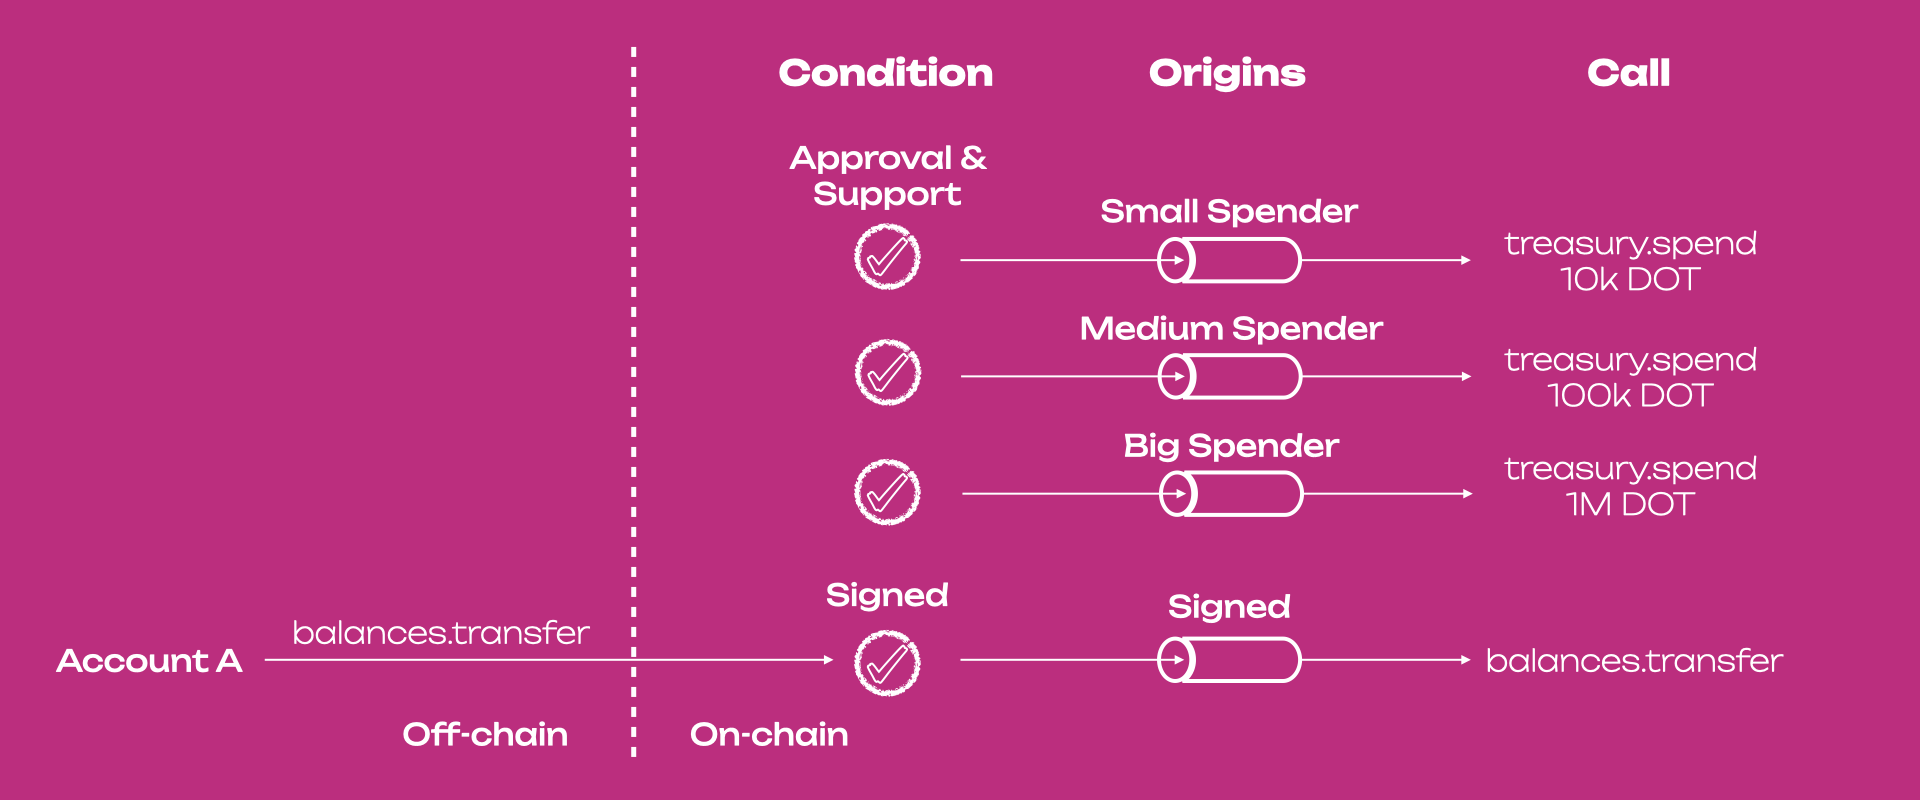 Condition
Origins
Call
Approval &
Support
Small Spender
treasury.spend
10k DOT
Medium Spender
treasury.spend
100k DOT
Big Spender
treasury.spend
1M DOT
Signed
Signed
Account A
balances.transfer
balances.transfer
Off-chain
On-chain